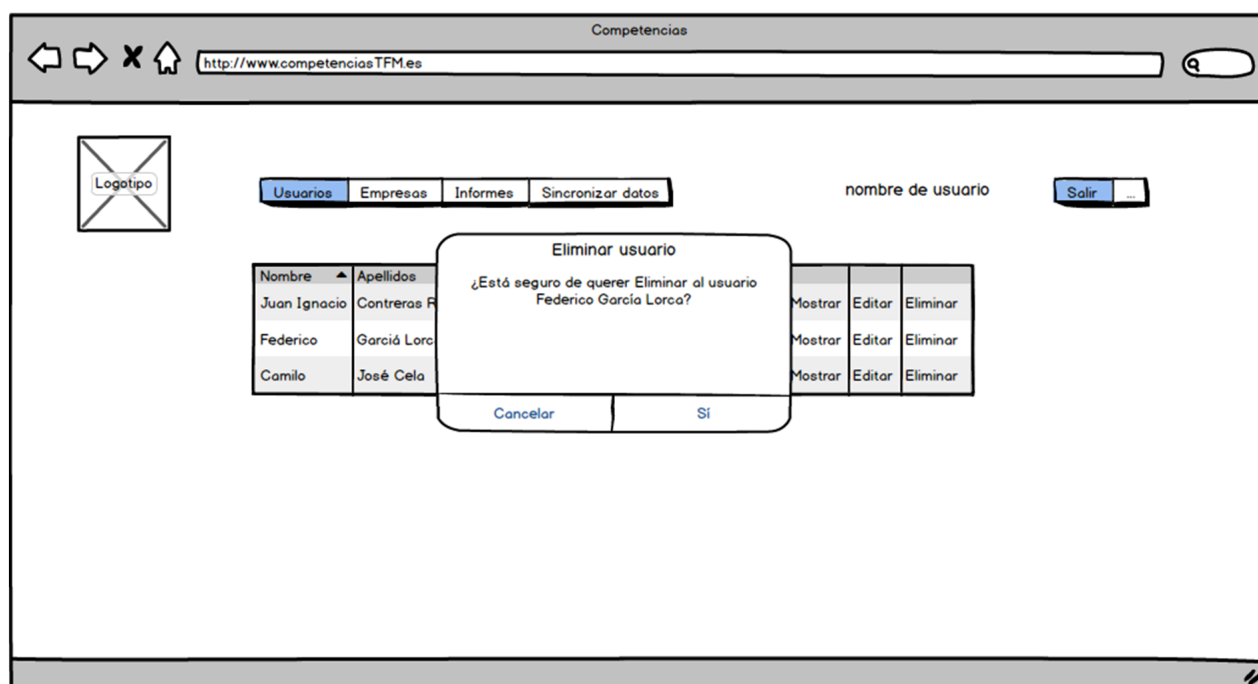 Competencias
http://www.competenciasTFM.es
Logotipo
Usuarios Empresas Informes Sincronizar datos
nombre de usuario
Salir ...
Eliminar usuario
¿Está seguro de querer Eliminar al usuario
Federico García Lorca?
Cancelar Sí
Nombre Apellidos
Juan Ignacio Contreras R Mostrar Editar Eliminar
Federico Garciá Lorc Mostrar Editar Eliminar
Camilo José Cela Mostrar Editar Eliminar